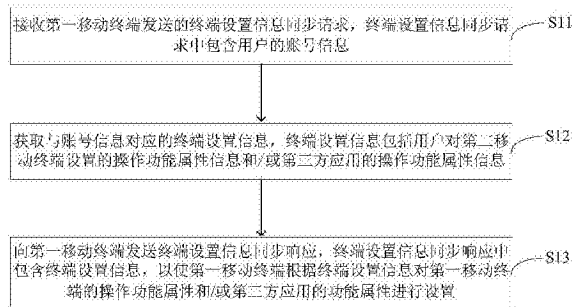 接收第一移动终端发送的终端设置信息同步请求，终端设置信息同步请
求中包含用户的账号信息
S11
获取与账号信息对应的终端设置信息，终端设置信息包括用户对第二移
动终端设置的操作功能属性信息和/或第三方应用的操作功能属性信息
S12
向第一移动终端发送终端设置信息同步响应，终端设置信息同步响应中
包含终端设置信息，以使第一移动终端根据终端设置信息对第一移动终
端的操作功能属性和/或第三方应用的功能属性进行设置
S13